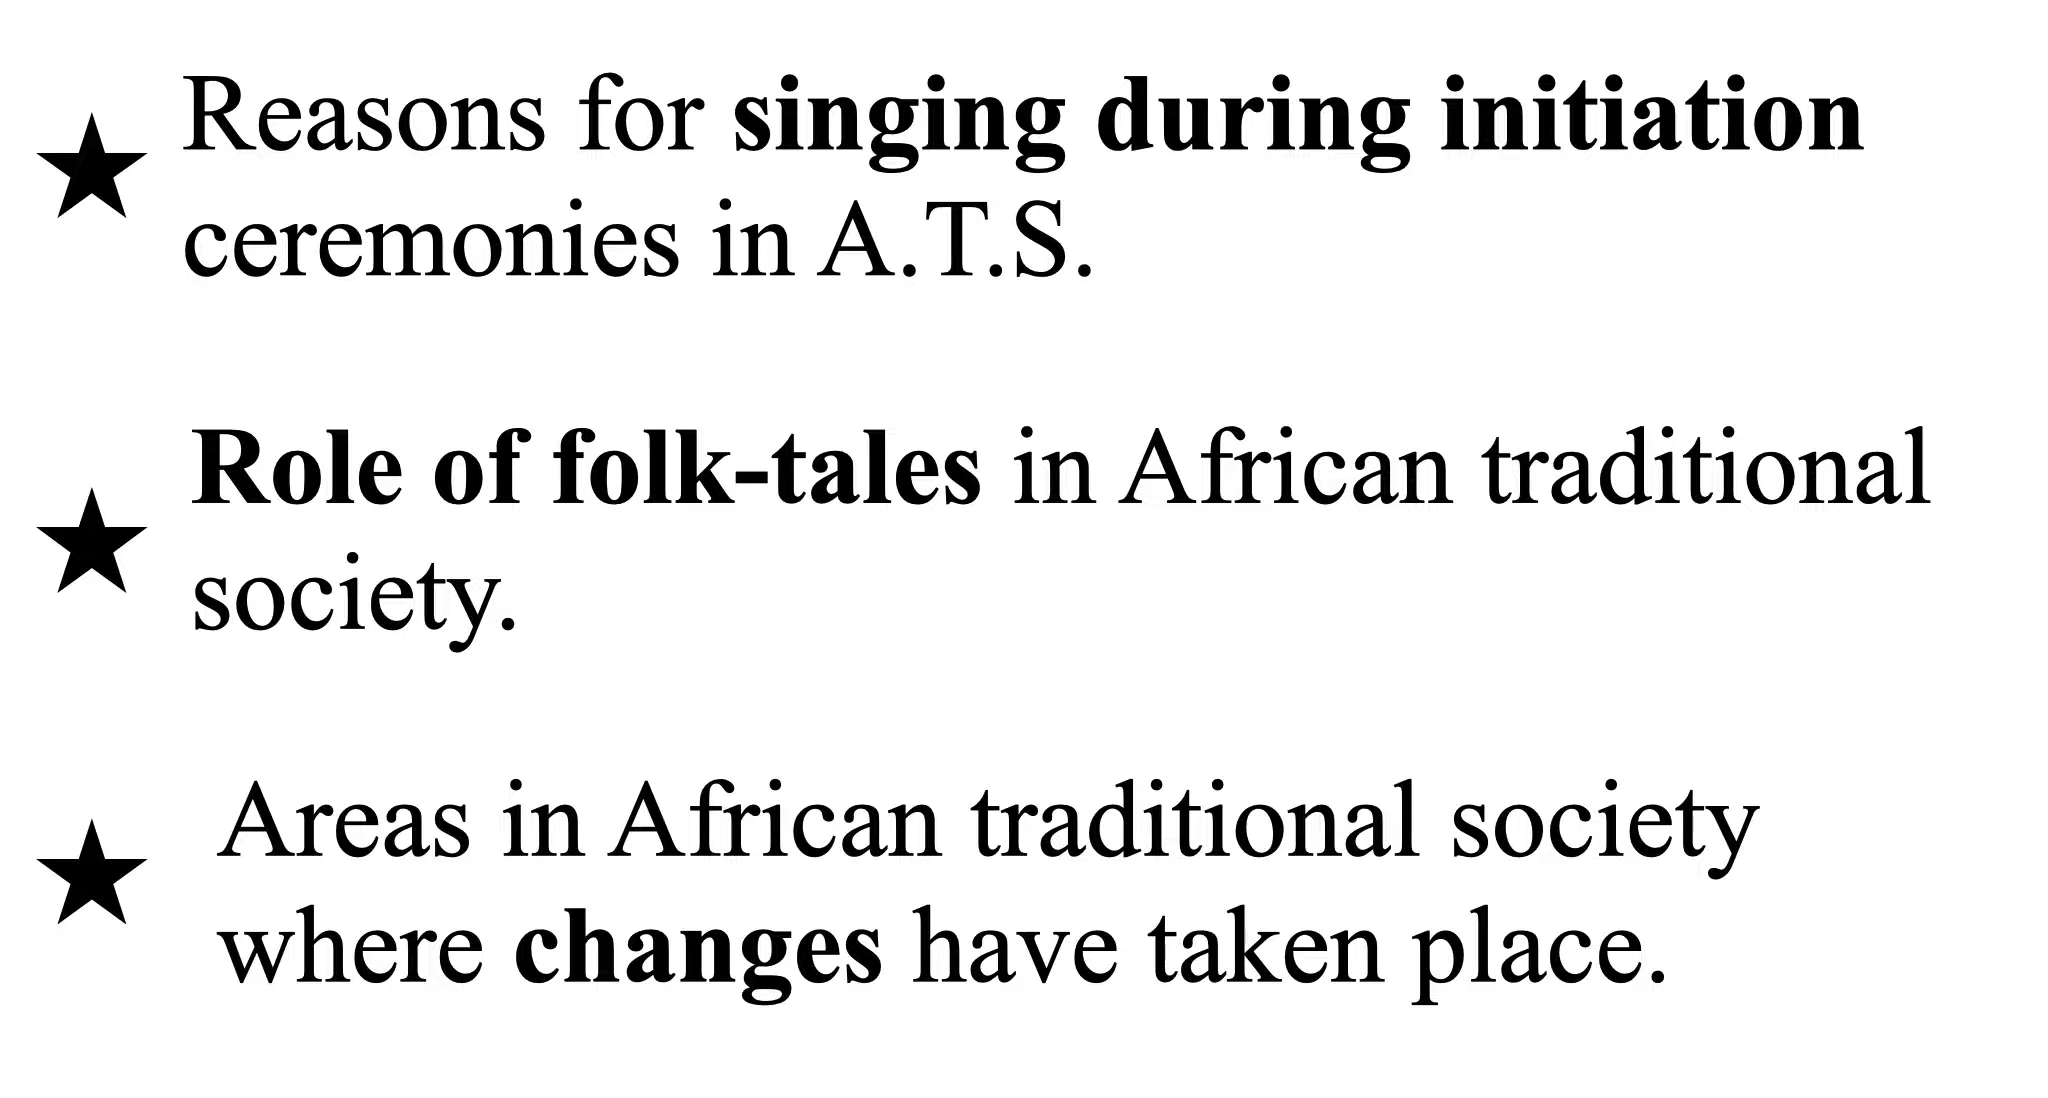 Reasons for singing during initiation
ceremonies in A.T.S.
Role of folk-tales in African traditional
society.
Areas in African traditional society
where changes have taken place.